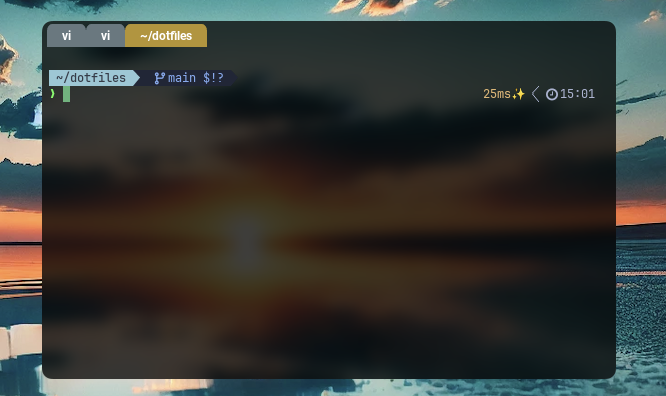 vi vi ~/dotfiles
~/dotfiles main $!?
❯ 25ms✨ 15:01